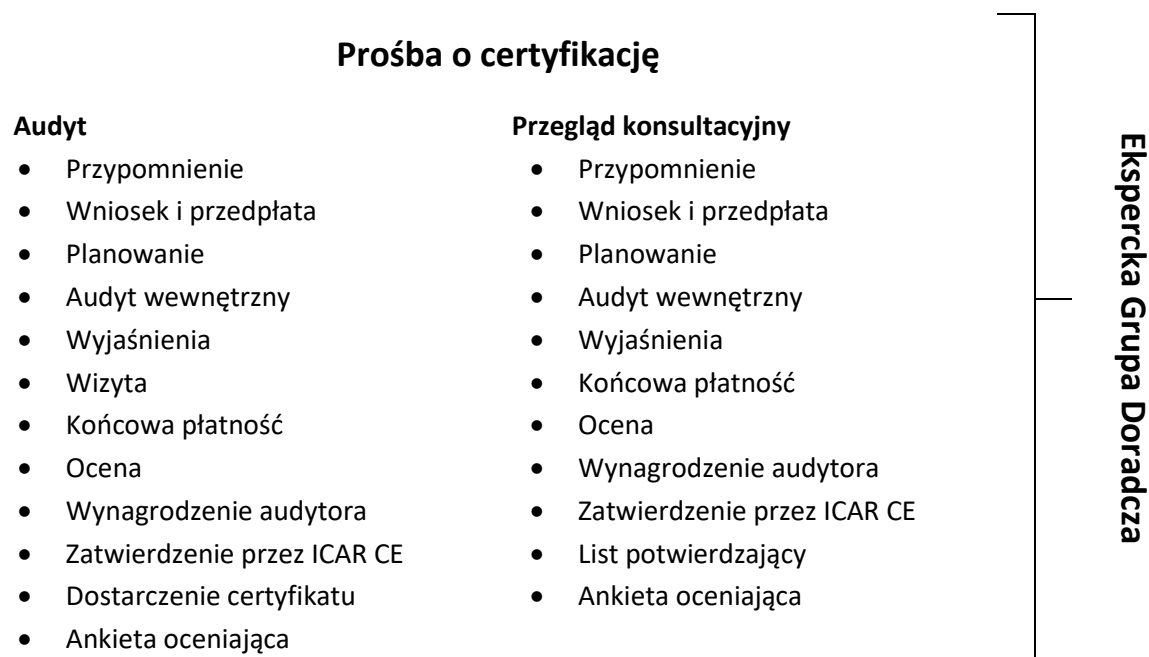 Prośba o certyfikację
Audyt
• Przypomnienie
• Wniosek i przedpłata
• Planowanie
• Audyt wewnętrzny
• Wyjaśnienia
• Wizyta
• Końcowa płatność
• Ocena
• Wynagrodzenie audytora
• Zatwierdzenie przez ICAR CE
• Dostarczenie certyfikatu
• Ankieta oceniająca
Przegląd konsultacyjny
• Przypomnienie
• Wniosek i przedpłata
• Planowanie
• Audyt wewnętrzny
• Wyjaśnienia
• Końcowa płatność
• Ocena
• Wynagrodzenie audytora
• Zatwierdzenie przez ICAR CE
• List potwierdzający
• Ankieta oceniająca
Ekspercka Grupa Doradcza